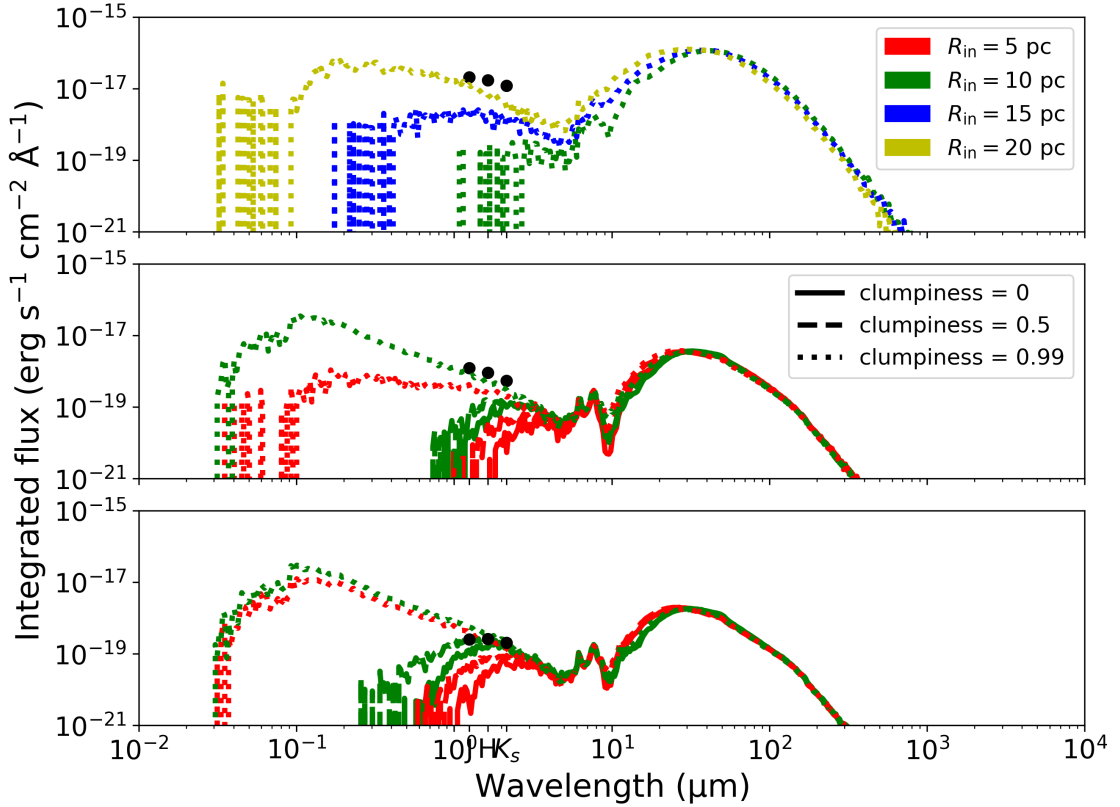 Integrated flux (erg s⁻¹ cm⁻² Å⁻¹)
10⁻¹⁵
10⁻¹⁷
10⁻¹⁹
10⁻²¹
R_in = 5 pc
R_in = 10 pc
R_in = 15 pc
R_in = 20 pc
10⁻¹⁵
10⁻¹⁷
10⁻¹⁹
10⁻²¹
clumpiness = 0
clumpiness = 0.5
clumpiness = 0.99
10⁻¹⁵
10⁻¹⁷
10⁻¹⁹
10⁻²¹
10⁻² 10⁻¹ 10⁰ J H K_s 10¹ 10² 10³ 10⁴
Wavelength (µm)